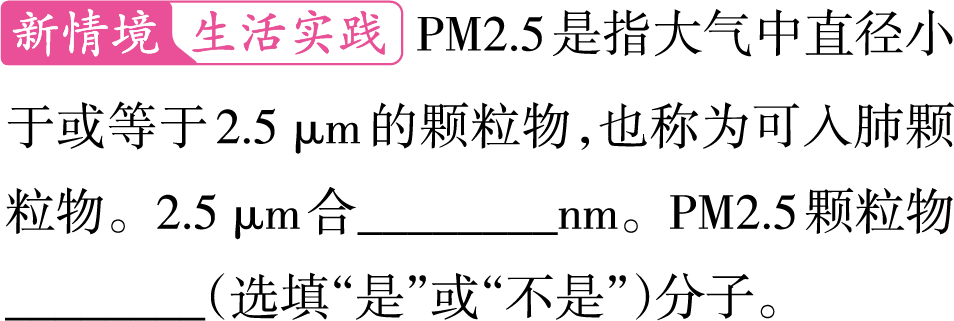 新情境 生活实践 PM2.5是指大气中直径小
于或等于2.5 μm的颗粒物,也称为可入肺颗
粒物。2.5 μm合________nm。PM2.5颗粒物
________(选填“是”或“不是”)分子。